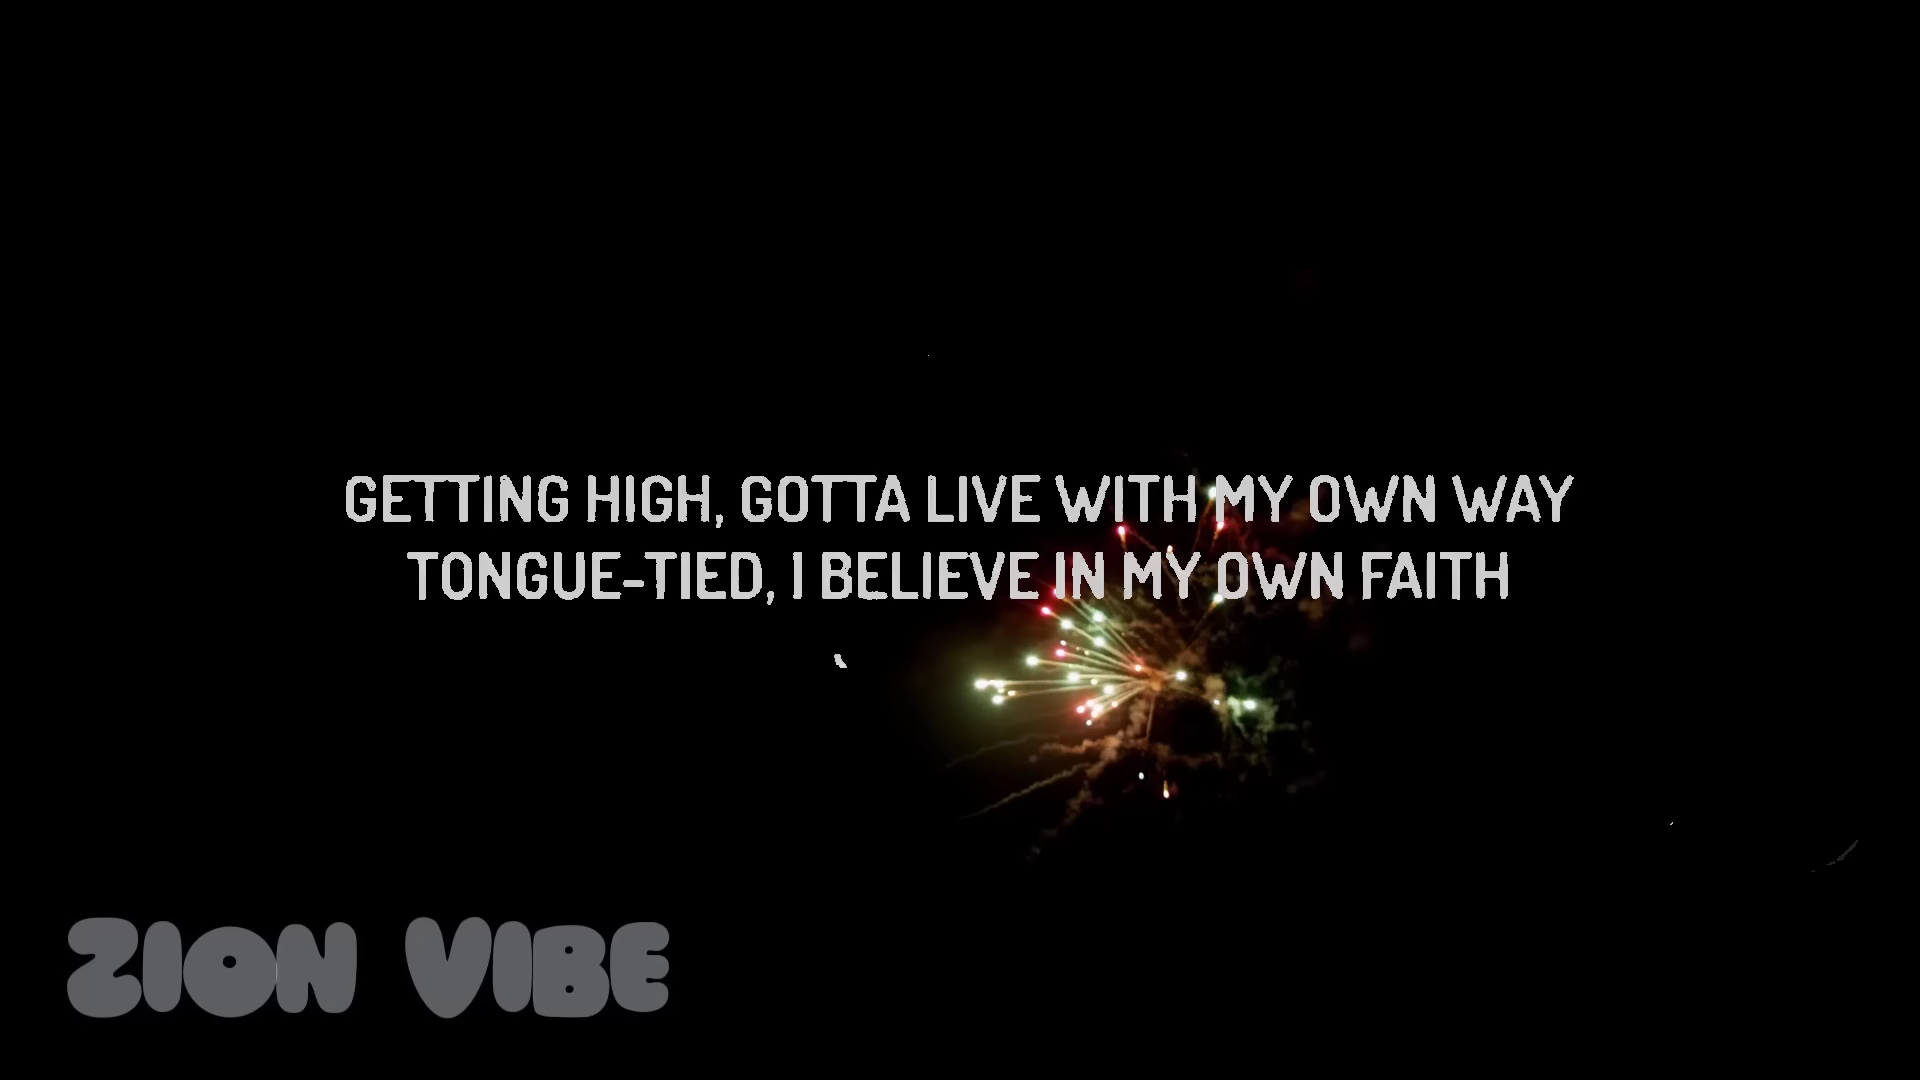 GETTING HIGH, GOTTA LIVE WITH MY OWN WAY
TONGUE-TIED, I BELIEVE IN MY OWN FAITH
ZION VIBE